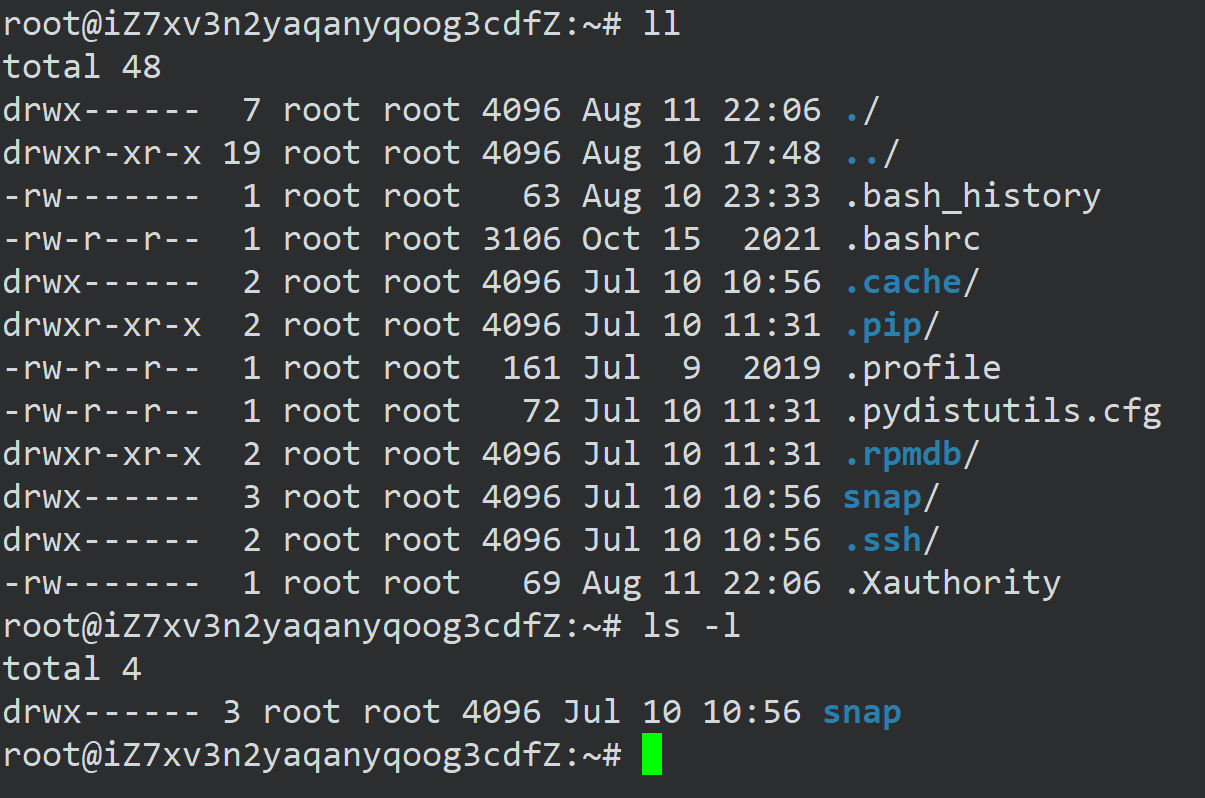 root@iZ7xv3n2yaqanyqoog3cdfZ:~# ll
total 48
drwx------  7 root root 4096 Aug 11 22:06 ./
drwxr-xr-x 19 root root 4096 Aug 10 17:48 ../
-rw-------  1 root root   63 Aug 10 23:33 .bash_history
-rw-r--r--  1 root root 3106 Oct 15  2021 .bashrc
drwx------  2 root root 4096 Jul 10 10:56 .cache/
drwxr-xr-x  2 root root 4096 Jul 10 11:31 .pip/
-rw-r--r--  1 root root  161 Jul  9  2019 .profile
-rw-r--r--  1 root root   72 Jul 10 11:31 .pydistutils.cfg
drwxr-xr-x  2 root root 4096 Jul 10 11:31 .rpmdb/
drwx------  3 root root 4096 Jul 10 10:56 snap/
drwx------  2 root root 4096 Jul 10 10:56 .ssh/
-rw-------  1 root root   69 Aug 11 22:06 .Xauthority
root@iZ7xv3n2yaqanyqoog3cdfZ:~# ls -l
total 4
drwx------ 3 root root 4096 Jul 10 10:56 snap
root@iZ7xv3n2yaqanyqoog3cdfZ:~#